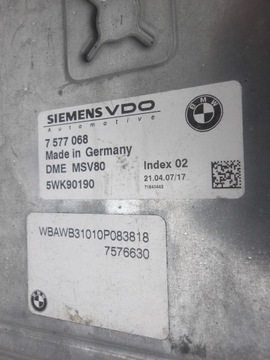 SIEMENS VDO
Automotive
BMW
7 577 068
Made in Germany
DME MSV80
Index 02
5WK90190
21.04.07/17
WBAWB31010P083818
7576630